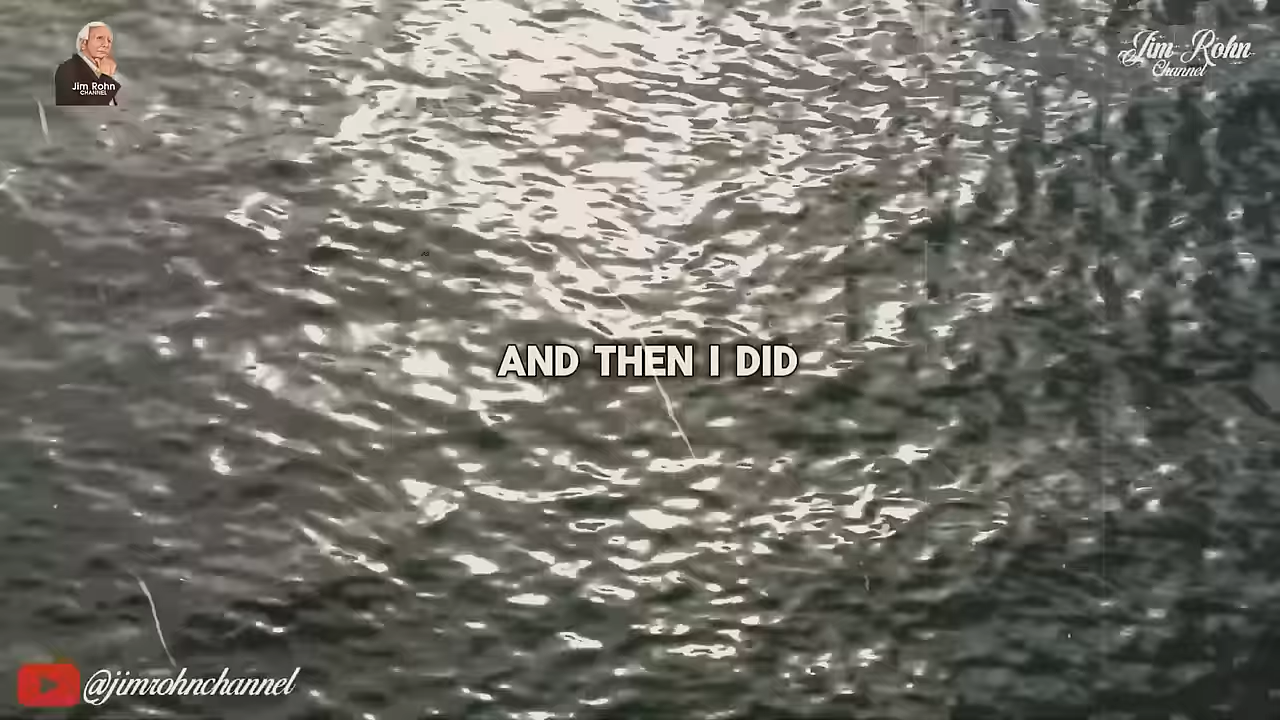 Jim Rohn
CHANNEL
Jim Rohn
Channel
AND THEN I DID
@jimrohnchannel